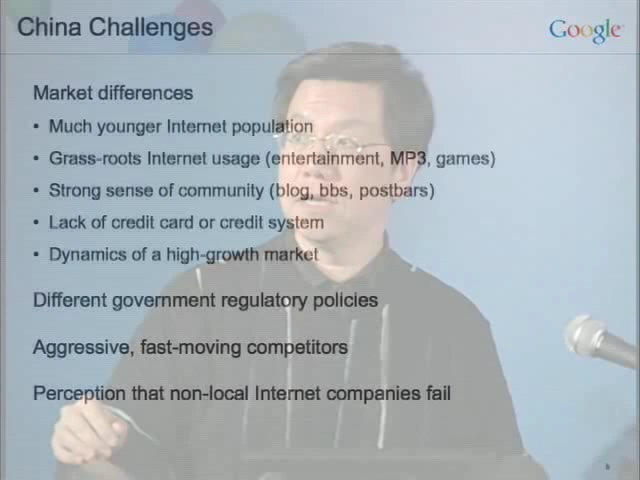 China Challenges
Google
Market differences
• Much younger Internet population
• Grass-roots Internet usage (entertainment, MP3, games)
• Strong sense of community (blog, bbs, postbars)
• Lack of credit card or credit system
• Dynamics of a high-growth market
Different government regulatory policies
Aggressive, fast-moving competitors
Perception that non-local Internet companies fail